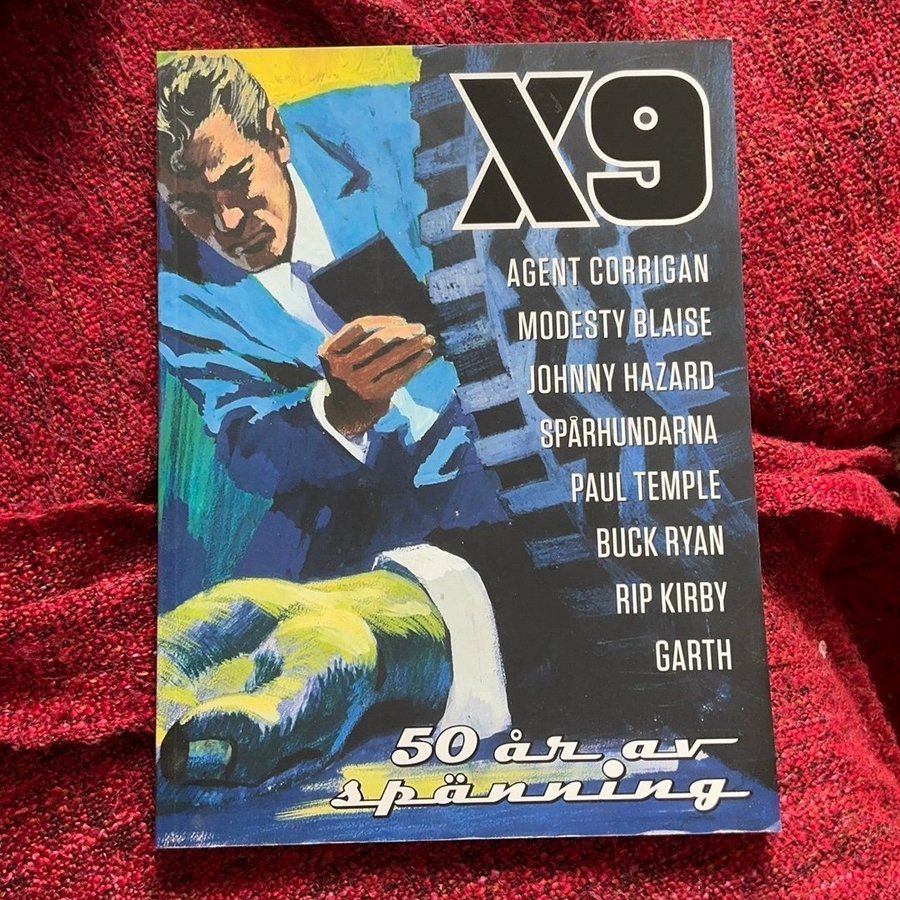 X9
AGENT CORRIGAN
MODESTY BLAISE
JOHNNY HAZARD
SPÅRHUNDARNA
PAUL TEMPLE
BUCK RYAN
RIP KIRBY
GARTH
50 år av
spänning